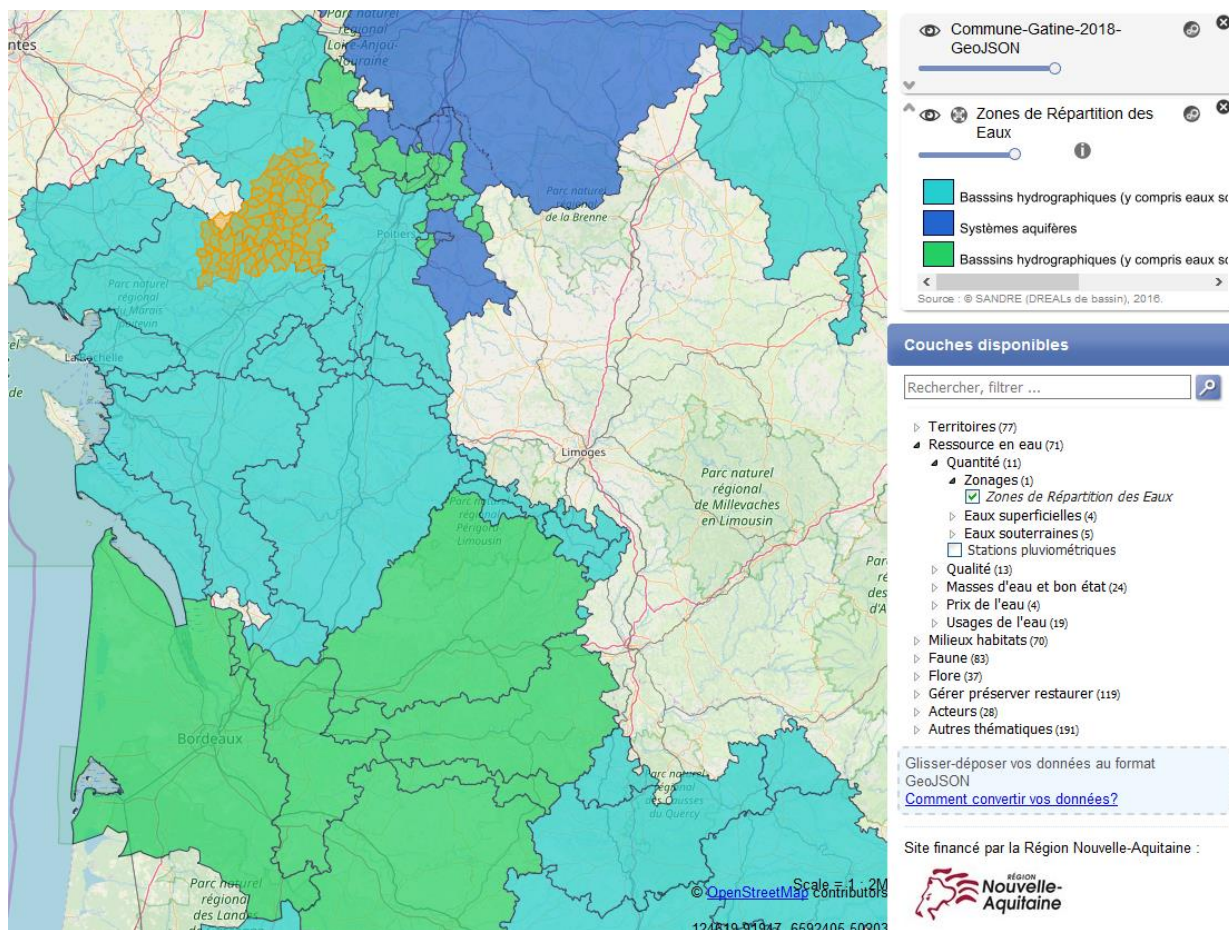 ntes
Parc naturel
régional
Loire-Anjou-
Touraine
Parc naturel
régional
de la Brenne
Poitiers
Parc naturel
régional
du Marais
poitevin
La Rochelle
de
Limoges
Parc naturel
régional
de Millevaches
en Limousin
Parc naturel
régional
Périgord-
Limousin
Bordeaux
Parc naturel
régional
des Causses
du Quercy
Parc naturel
régional
des Landes
Scale = 1 : 2M
© OpenStreetMap contributors
Commune-Gatine-2018-
GeoJSON
Zones de Répartition des
Eaux
Basssins hydrographiques (y compris eaux so
Systèmes aquifères
Basssins hydrographiques (y compris eaux so
Source : © SANDRE (DREALs de bassin), 2016.
Couches disponibles
Rechercher, filtrer ...
Territoires (77)
Ressource en eau (71)
Quantité (11)
Zonages (1)
Zones de Répartition des Eaux
Eaux superficielles (4)
Eaux souterraines (5)
Stations pluviométriques
Qualité (13)
Masses d'eau et bon état (24)
Prix de l'eau (4)
Usages de l'eau (19)
Milieux habitats (70)
Faune (83)
Flore (37)
Gérer préserver restaurer (119)
Acteurs (28)
Autres thématiques (191)
Glisser-déposer vos données au format
GeoJSON
Comment convertir vos données?
Site financé par la Région Nouvelle-Aquitaine :
RÉGION
Nouvelle-
Aquitaine